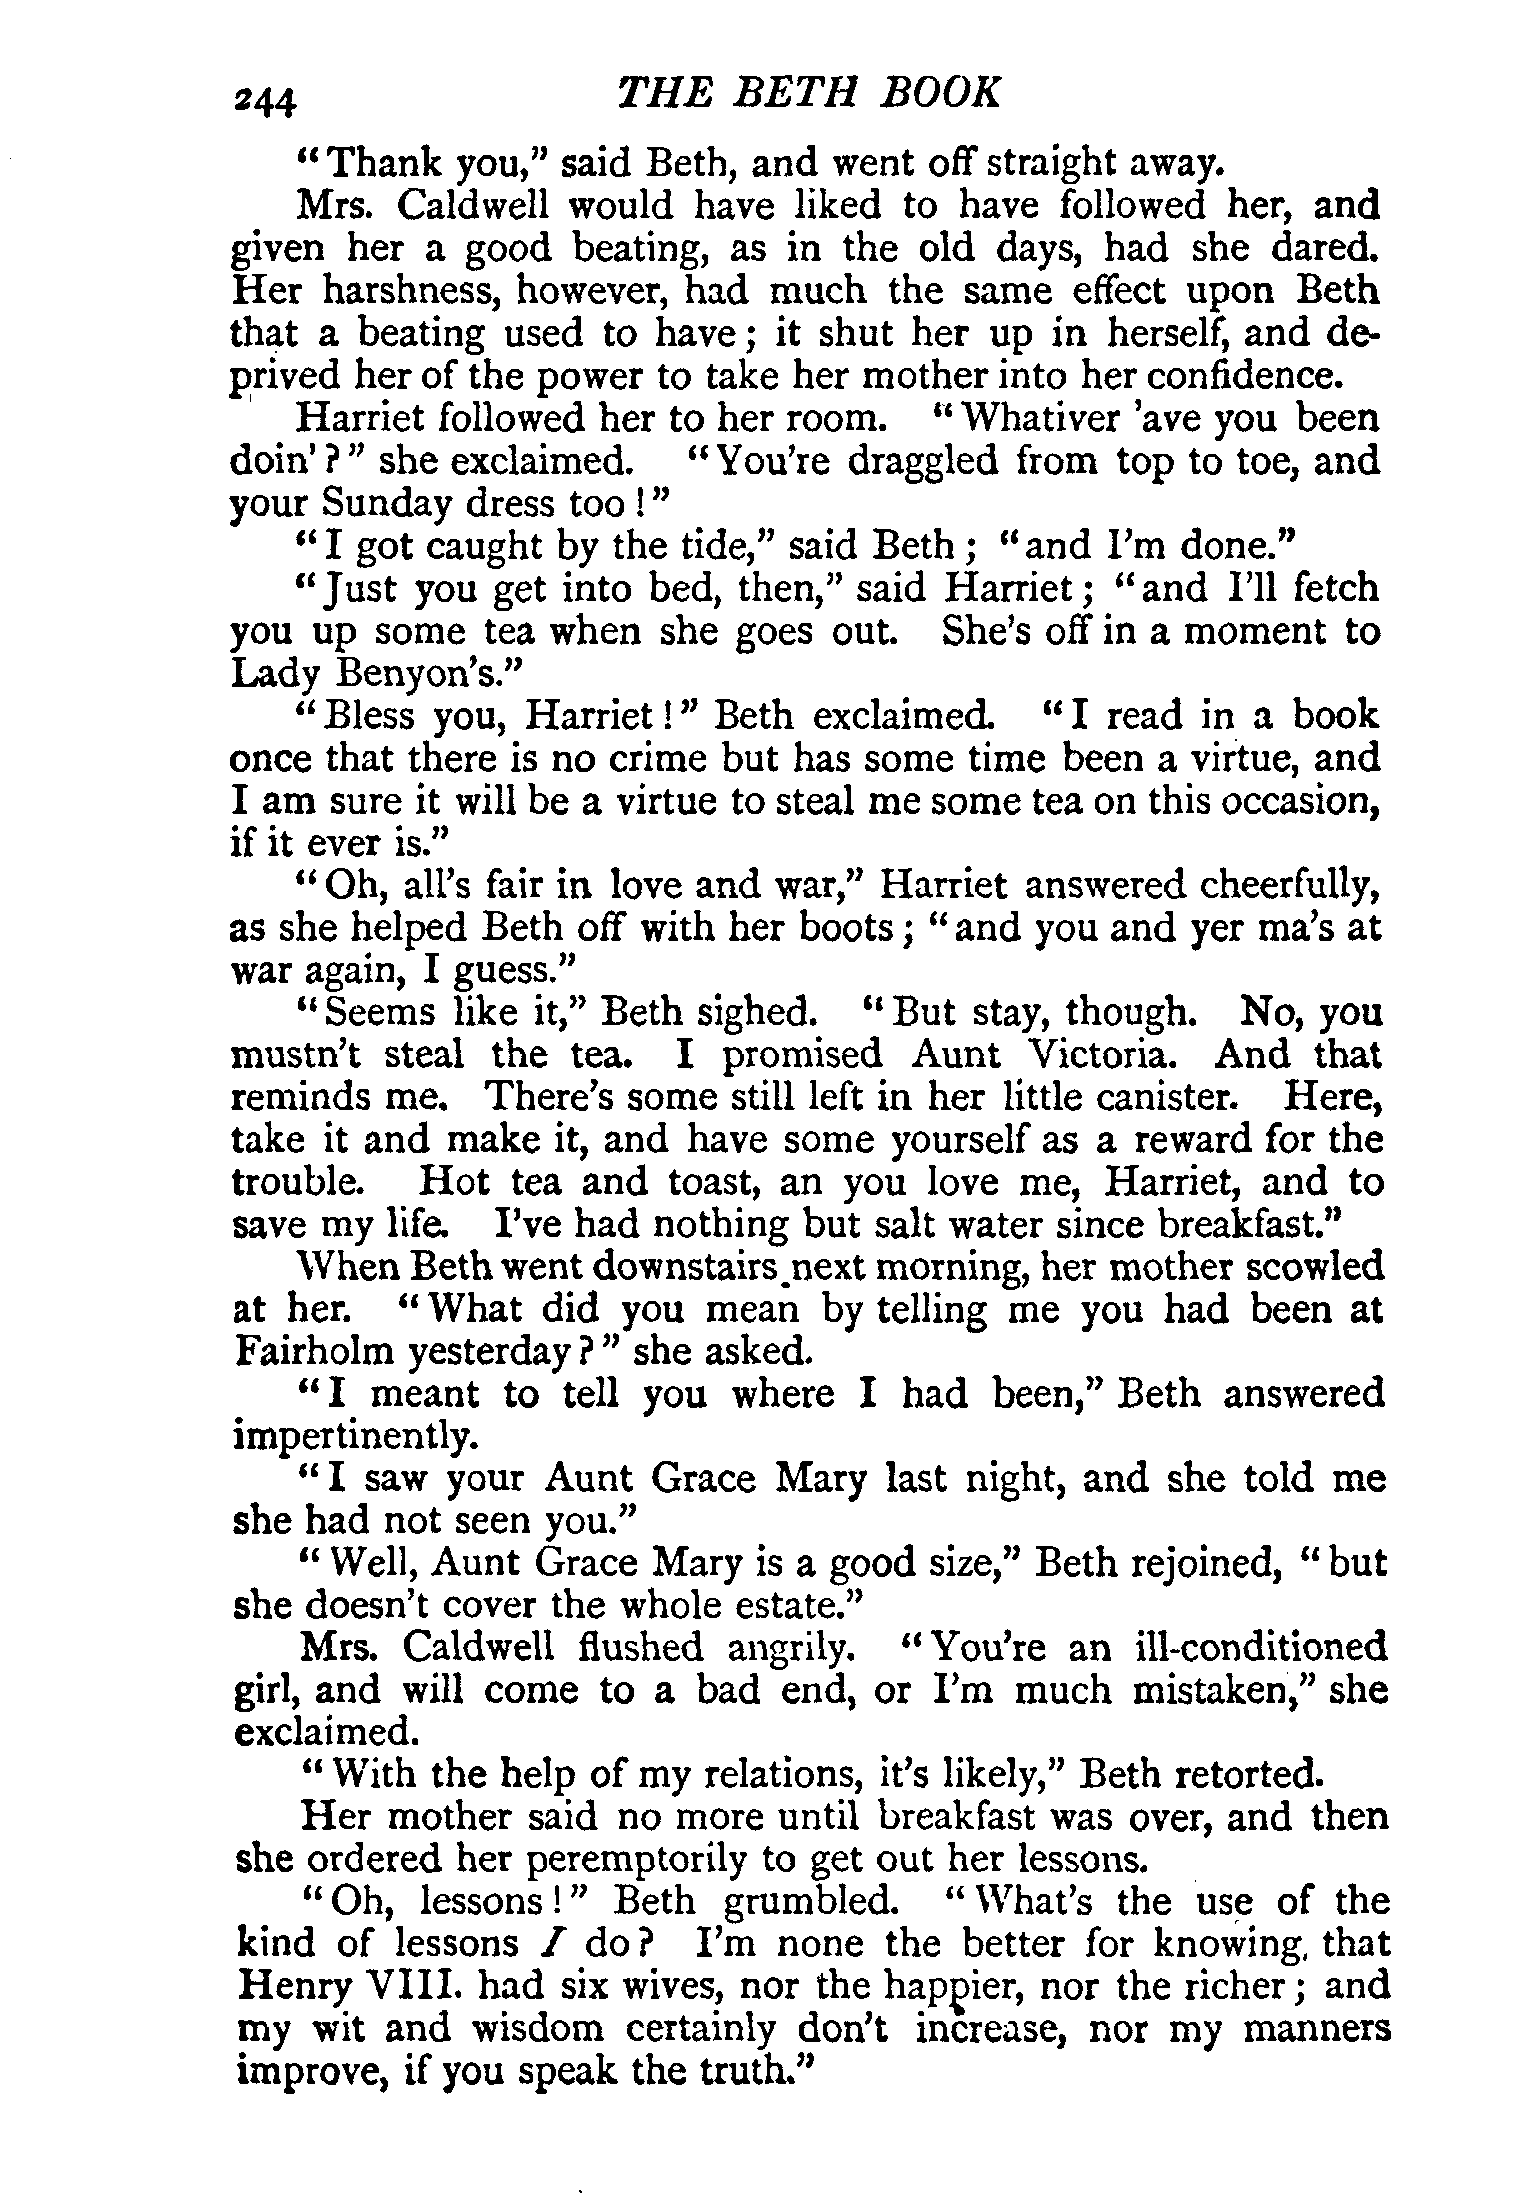 244 THE BETH BOOK
"Thank you," said Beth, and went off straight away.
Mrs. Caldwell would have liked to have followed her, and
given her a good beating, as in the old days, had she dared.
Her harshness, however, had much the same effect upon Beth
that a beating used to have; it shut her up in herself, and de-
prived her of the power to take her mother into her confidence.
Harriet followed her to her room. "Whativer 'ave you been
doin'?" she exclaimed. "You're draggled from top to toe, and
your Sunday dress too!"
"I got caught by the tide," said Beth; "and I'm done."
"Just you get into bed, then," said Harriet; "and I'll fetch
you up some tea when she goes out. She's off in a moment to
Lady Benyon's."
"Bless you, Harriet!" Beth exclaimed. "I read in a book
once that there is no crime but has some time been a virtue, and
I am sure it will be a virtue to steal me some tea on this occasion,
if it ever is."
"Oh, all's fair in love and war," Harriet answered cheerfully,
as she helped Beth off with her boots; "and you and yer ma's at
war again, I guess."
"Seems like it," Beth sighed. "But stay, though. No, you
mustn't steal the tea. I promised Aunt Victoria. And that
reminds me. There's some still left in her little canister. Here,
take it and make it, and have some yourself as a reward for the
trouble. Hot tea and toast, an you love me, Harriet, and to
save my life. I've had nothing but salt water since breakfast."
When Beth went downstairs next morning, her mother scowled
at her. "What did you mean by telling me you had been at
Fairholm yesterday?" she asked.
"I meant to tell you where I had been," Beth answered
impertinently.
"I saw your Aunt Grace Mary last night, and she told me
she had not seen you."
"Well, Aunt Grace Mary is a good size," Beth rejoined, "but
she doesn't cover the whole estate."
Mrs. Caldwell flushed angrily. "You're an ill-conditioned
girl, and will come to a bad end, or I'm much mistaken," she
exclaimed.
"With the help of my relations, it's likely," Beth retorted.
Her mother said no more until breakfast was over, and then
she ordered her peremptorily to get out her lessons.
"Oh, lessons!" Beth grumbled. "What's the use of the
kind of lessons I do? I'm none the better for knowing, that
Henry VIII. had six wives, nor the happier, nor the richer; and
my wit and wisdom certainly don't increase, nor my manners
improve, if you speak the truth."